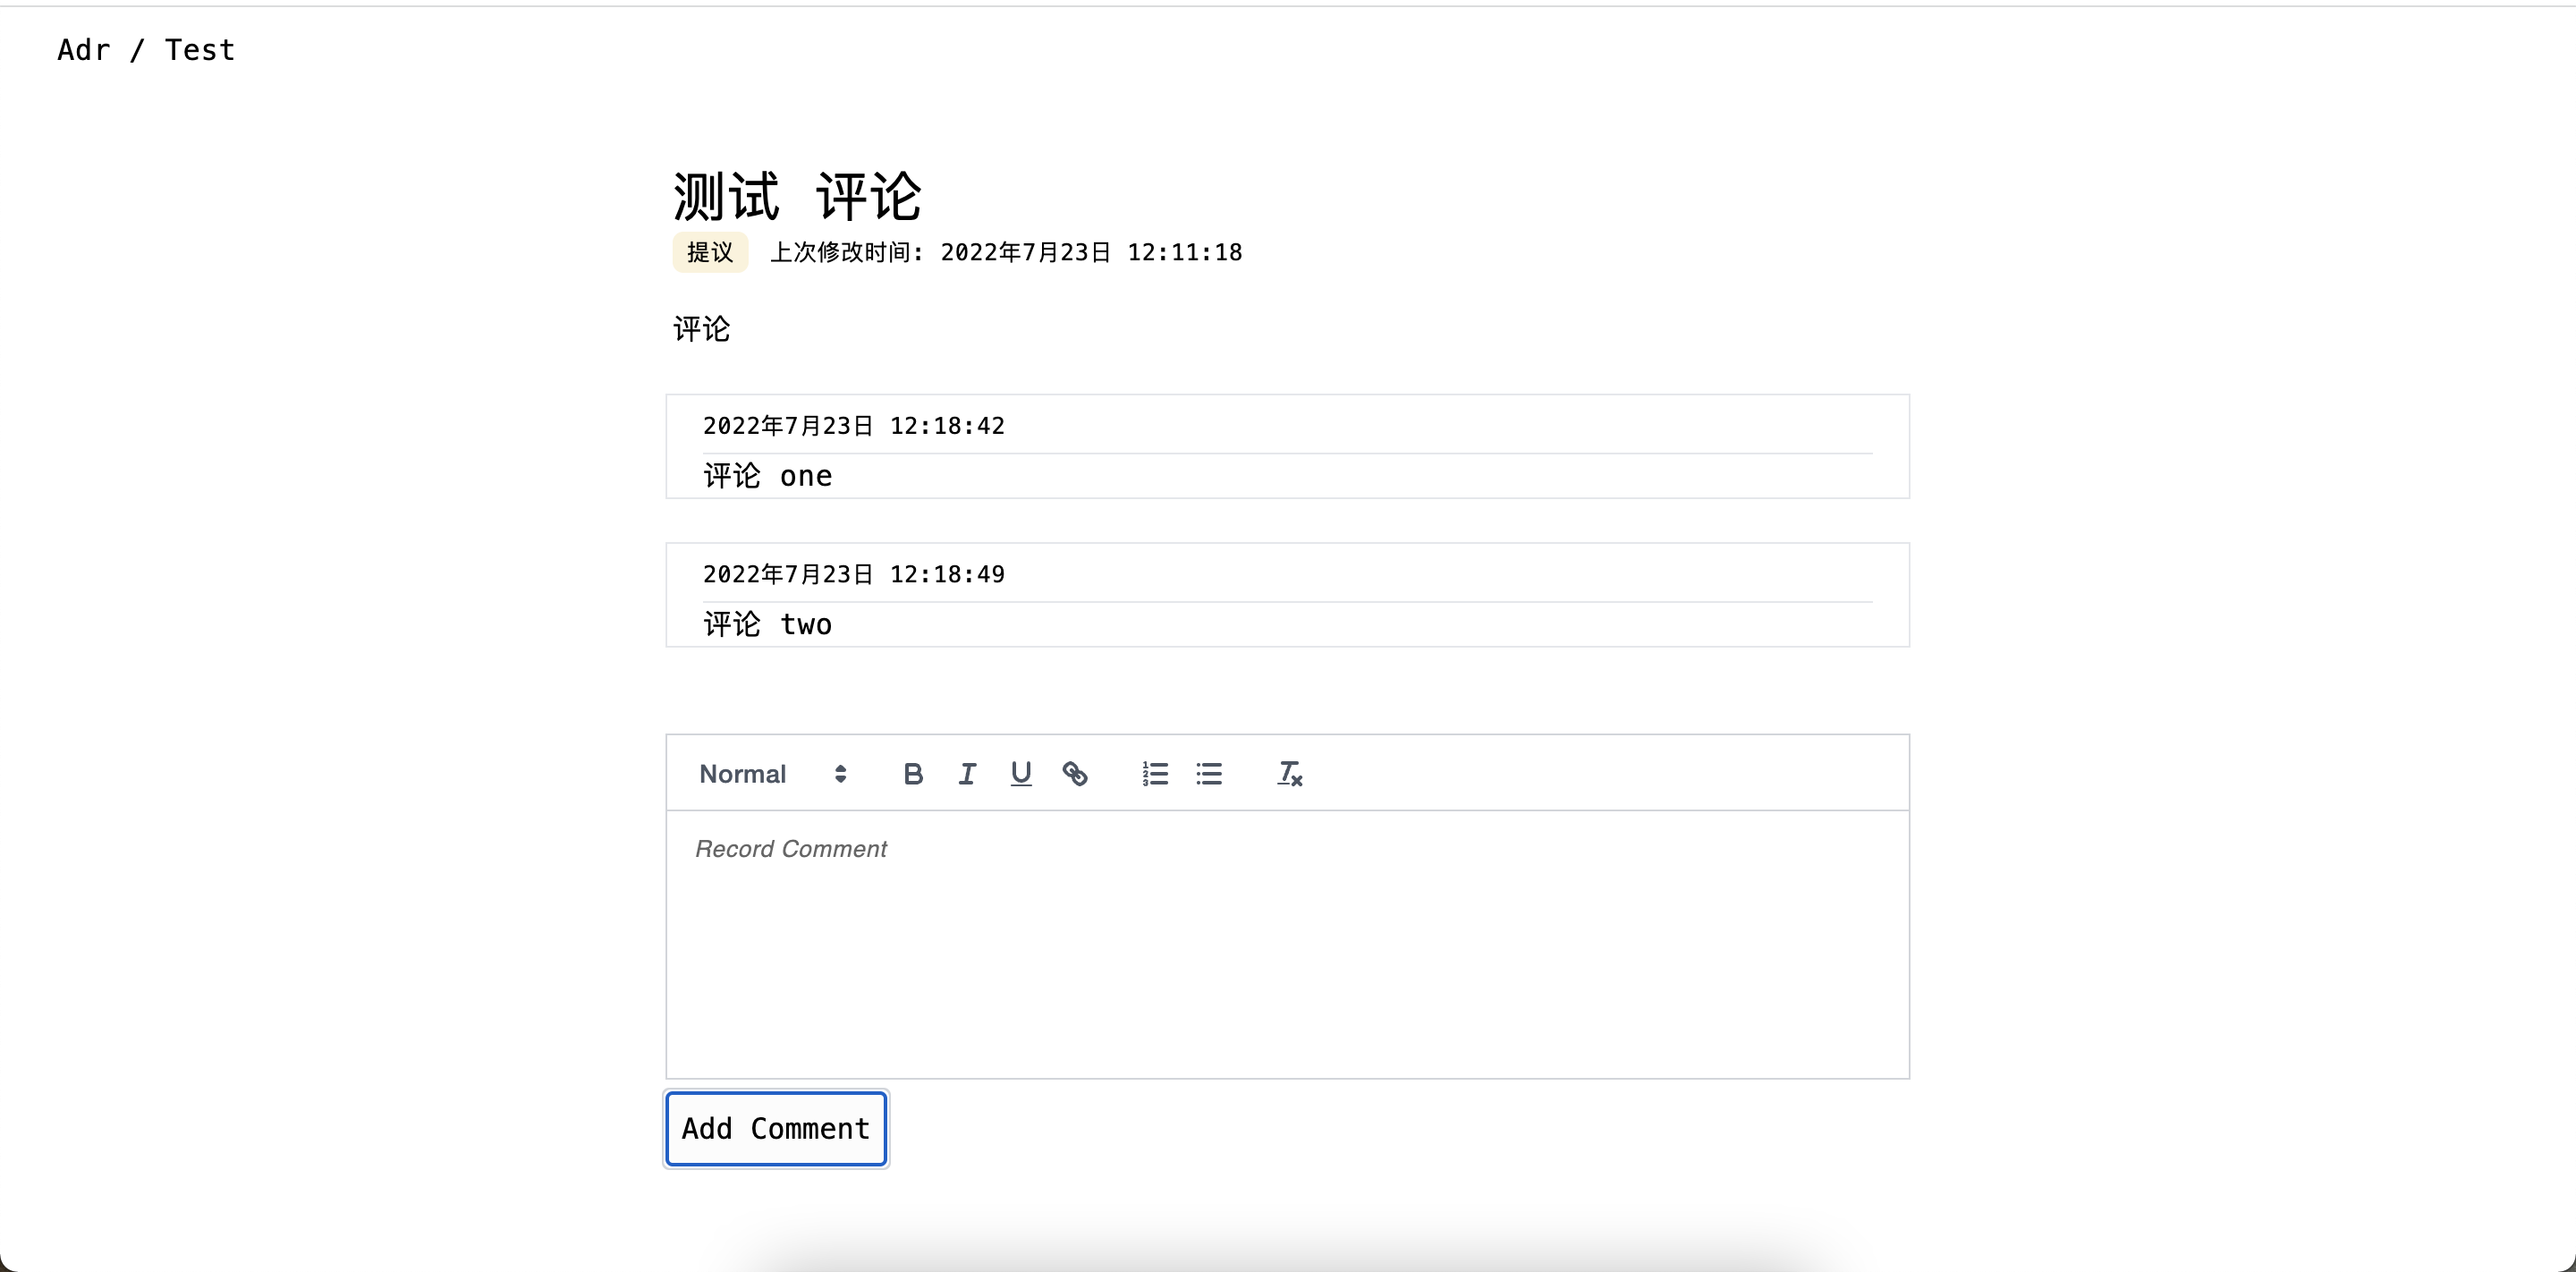 Adr / Test
测试 评论
提议 上次修改时间: 2022年7月23日 12:11:18
评论
2022年7月23日 12:18:42
评论 one
2022年7月23日 12:18:49
评论 two
Normal
Record Comment
Add Comment